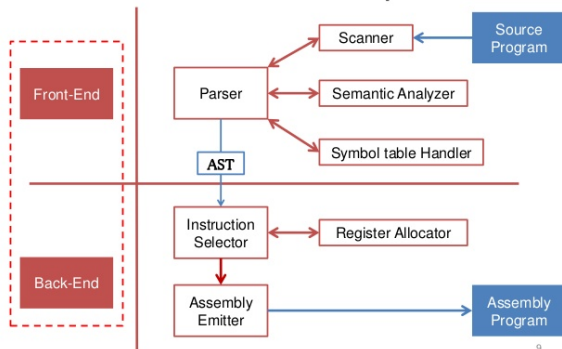 Scanner
Source
Program
Front-End
Parser
Semantic Analyzer
Symbol table Handler
AST
Instruction
Selector
Register Allocator
Back-End
Assembly
Emitter
Assembly
Program